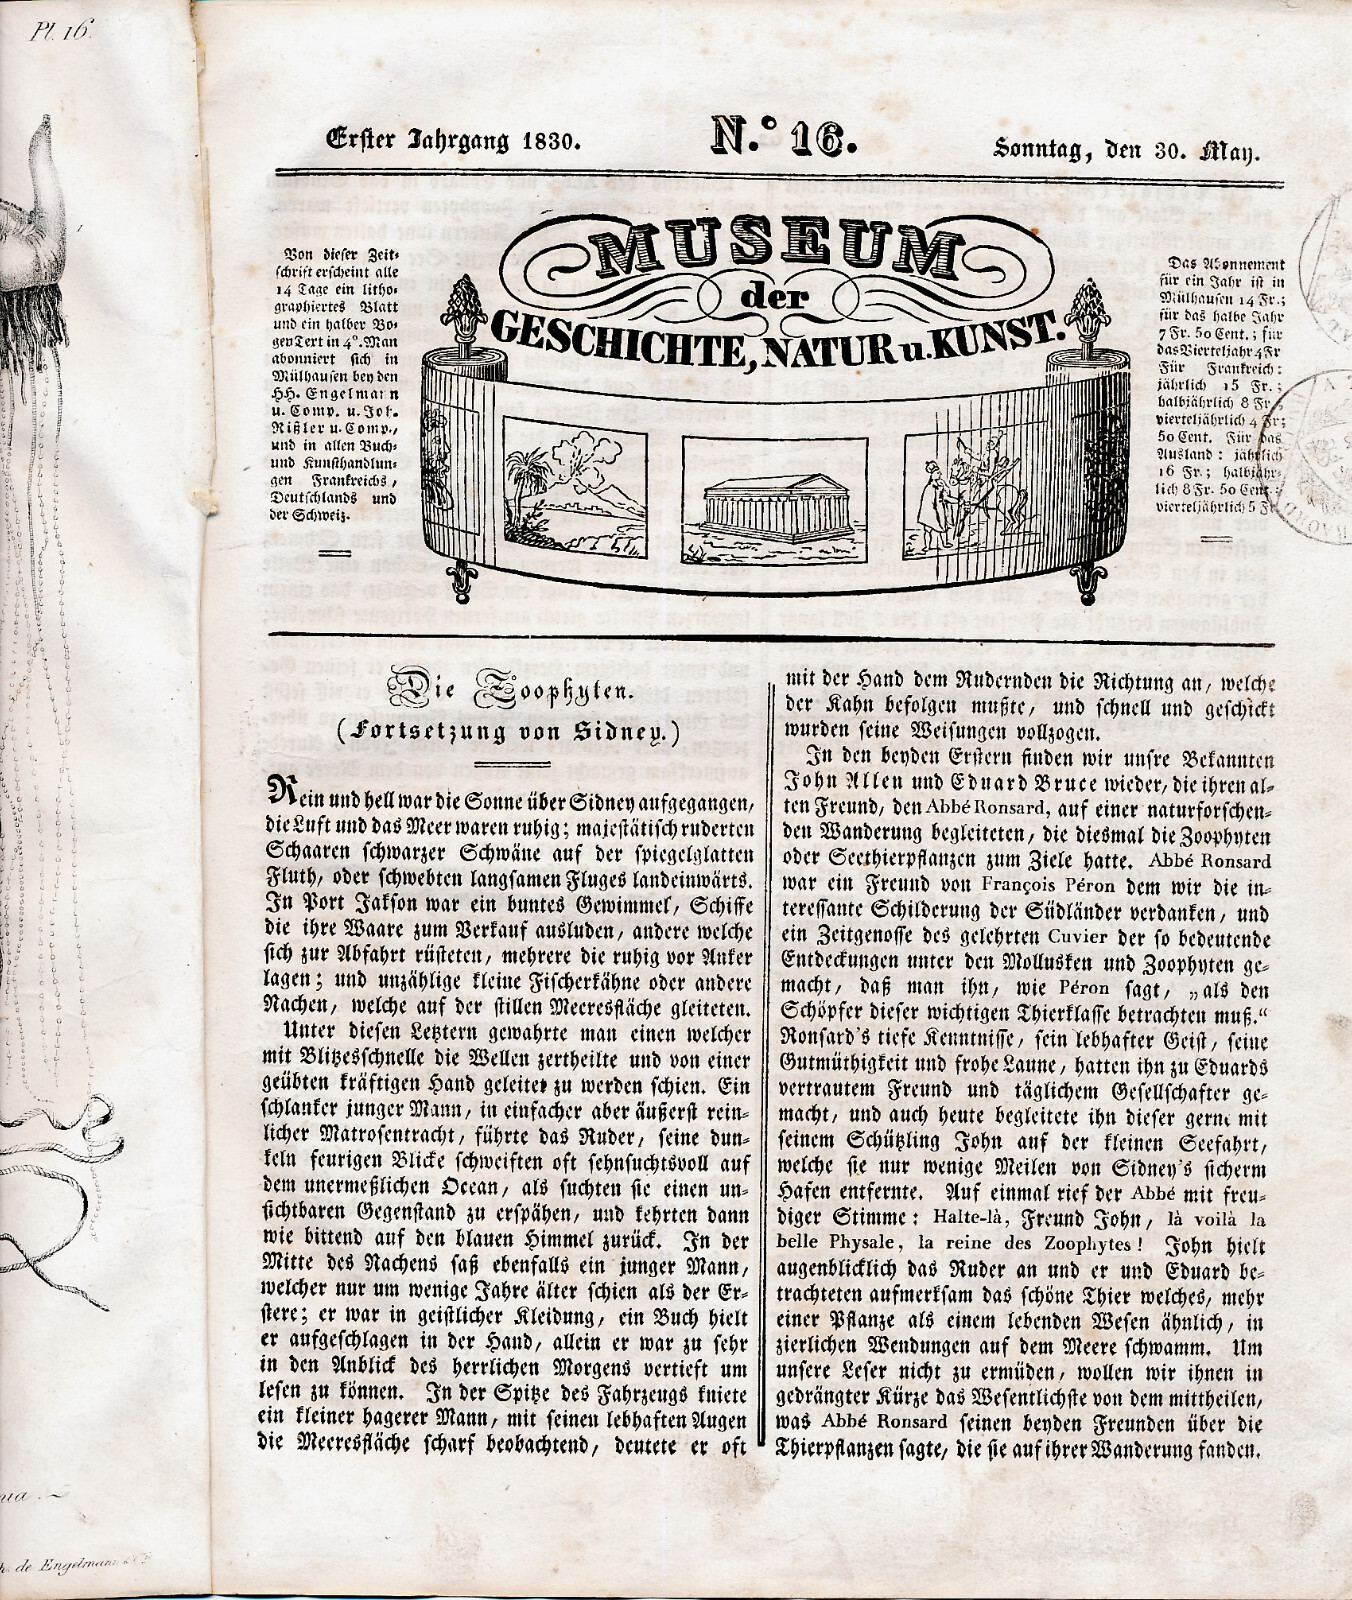 Pl. 16.
Erster Jahrgang 1830.
N.º 16.
Sonntag, den 30. May.
Von dieser Zeit-
schrift erscheint alle
14 Tage ein litho-
graphiertes Blatt
und ein halber Bo-
gen Text in 4º. Man
abonniert sich in
Mülhausen bey den
HH. Engelmann
u. Comp. u. Joh.
Rißler u. Comp.,
und in allen Buch-
und Kunsthandlun-
gen Frankreichs,
Deutschlands und
der Schweiz.
MUSEUM
der
GESCHICHTE, NATUR u. KUNST.
Das Abonnement
für ein Jahr ist in
Mülhausen 14 Fr.;
für das halbe Jahr
7 Fr. 50 Cent.; für
das Vierteljahr 4 Fr
Für Frankreich:
jährlich 15 Fr.;
halbjährlich 8 Fr.,
vierteljährlich 4 Fr;
50 Cent. Für das
Ausland: jährlich
16 Fr.; halbjähr-
lich 8 Fr. 50 Cent.;
vierteljährlich 5 Fr.
Die Zoophyten.
(Fortsetzung von Sidney.)
Rein und hell war die Sonne über Sidney aufgegangen,
die Luft und das Meer waren ruhig; majestätisch ruderten
Schaaren schwarzer Schwäne auf der spiegelglatten
Fluth, oder schwebten langsamen Fluges landeinwärts.
In Port Jakson war ein buntes Gewimmel, Schiffe
die ihre Waare zum Verkauf ausluden, andere welche
sich zur Abfahrt rüsteten, mehrere die ruhig vor Anker
lagen; und unzählige kleine Fischerkähne oder andere
Nachen, welche auf der stillen Meeresfläche gleiteten.
Unter diesen Letztern gewahrte man einen welcher
mit Blitzesschnelle die Wellen zertheilte und von einer
geübten kräftigen Hand geleitet zu werden schien. Ein
schlanker junger Mann, in einfacher aber äußerst rein-
licher Matrosentracht, führte das Ruder, seine dun-
keln feurigen Blicke schweiften oft sehnsuchtsvoll auf
dem unermeßlichen Ocean, als suchten sie einen un-
sichtbaren Gegenstand zu erspähen, und kehrten dann
wie bittend auf den blauen Himmel zurück. In der
Mitte des Nachens saß ebenfalls ein junger Mann,
welcher nur um wenige Jahre älter schien als der Er-
stere; er war in geistlicher Kleidung, ein Buch hielt
er aufgeschlagen in der Hand, allein er war zu sehr
in den Anblick des herrlichen Morgens vertieft um
lesen zu können. In der Spitze des Fahrzeugs kniete
ein kleiner hagerer Mann, mit seinen lebhaften Augen
die Meeresfläche scharf beobachtend, deutete er oft
mit der Hand dem Rudernden die Richtung an, welche
der Kahn befolgen mußte, und schnell und geschickt
wurden seine Weisungen vollzogen.
In den beyden Erstern finden wir unsre Bekannten
John Allen und Eduard Bruce wieder, die ihren al-
ten Freund, den Abbé Ronsard, auf einer naturforschen-
den Wanderung begleiteten, die diesmal die Zoophyten
oder Seethierpflanzen zum Ziele hatte. Abbé Ronsard
war ein Freund von François Péron dem wir die in-
teressante Schilderung der Südländer verdanken, und
ein Zeitgenosse des gelehrten Cuvier der so bedeutende
Entdeckungen unter den Mollusken und Zoophyten ge-
macht, daß man ihn, wie Péron sagt, „als den
Schöpfer dieser wichtigen Thierklasse betrachten muß.“
Ronsard's tiefe Kenntnisse, sein lebhafter Geist, seine
Gutmüthigkeit und frohe Laune, hatten ihn zu Eduards
vertrautem Freund und täglichem Gesellschafter ge-
macht, und auch heute begleitete ihn dieser gerne mit
seinem Schützling John auf der kleinen Seefahrt,
welche sie nur wenige Meilen von Sidney's sicherm
Hafen entfernte. Auf einmal rief der Abbé mit freu-
diger Stimme: Halte-là, Freund John, là voilà la
belle Physale, la reine des Zoophytes! John hielt
augenblicklich das Ruder an und er und Eduard be-
trachteten aufmerksam das schöne Thier welches, mehr
einer Pflanze als einem lebenden Wesen ähnlich, in
zierlichen Wendungen auf dem Meere schwamm. Um
unsere Leser nicht zu ermüden, wollen wir ihnen in
gedrängter Kürze das Wesentlichste von dem mittheilen,
was Abbé Ronsard seinen beyden Freunden über die
Thierpflanzen sagte, die sie auf ihrer Wanderung fanden.
de Engelmann